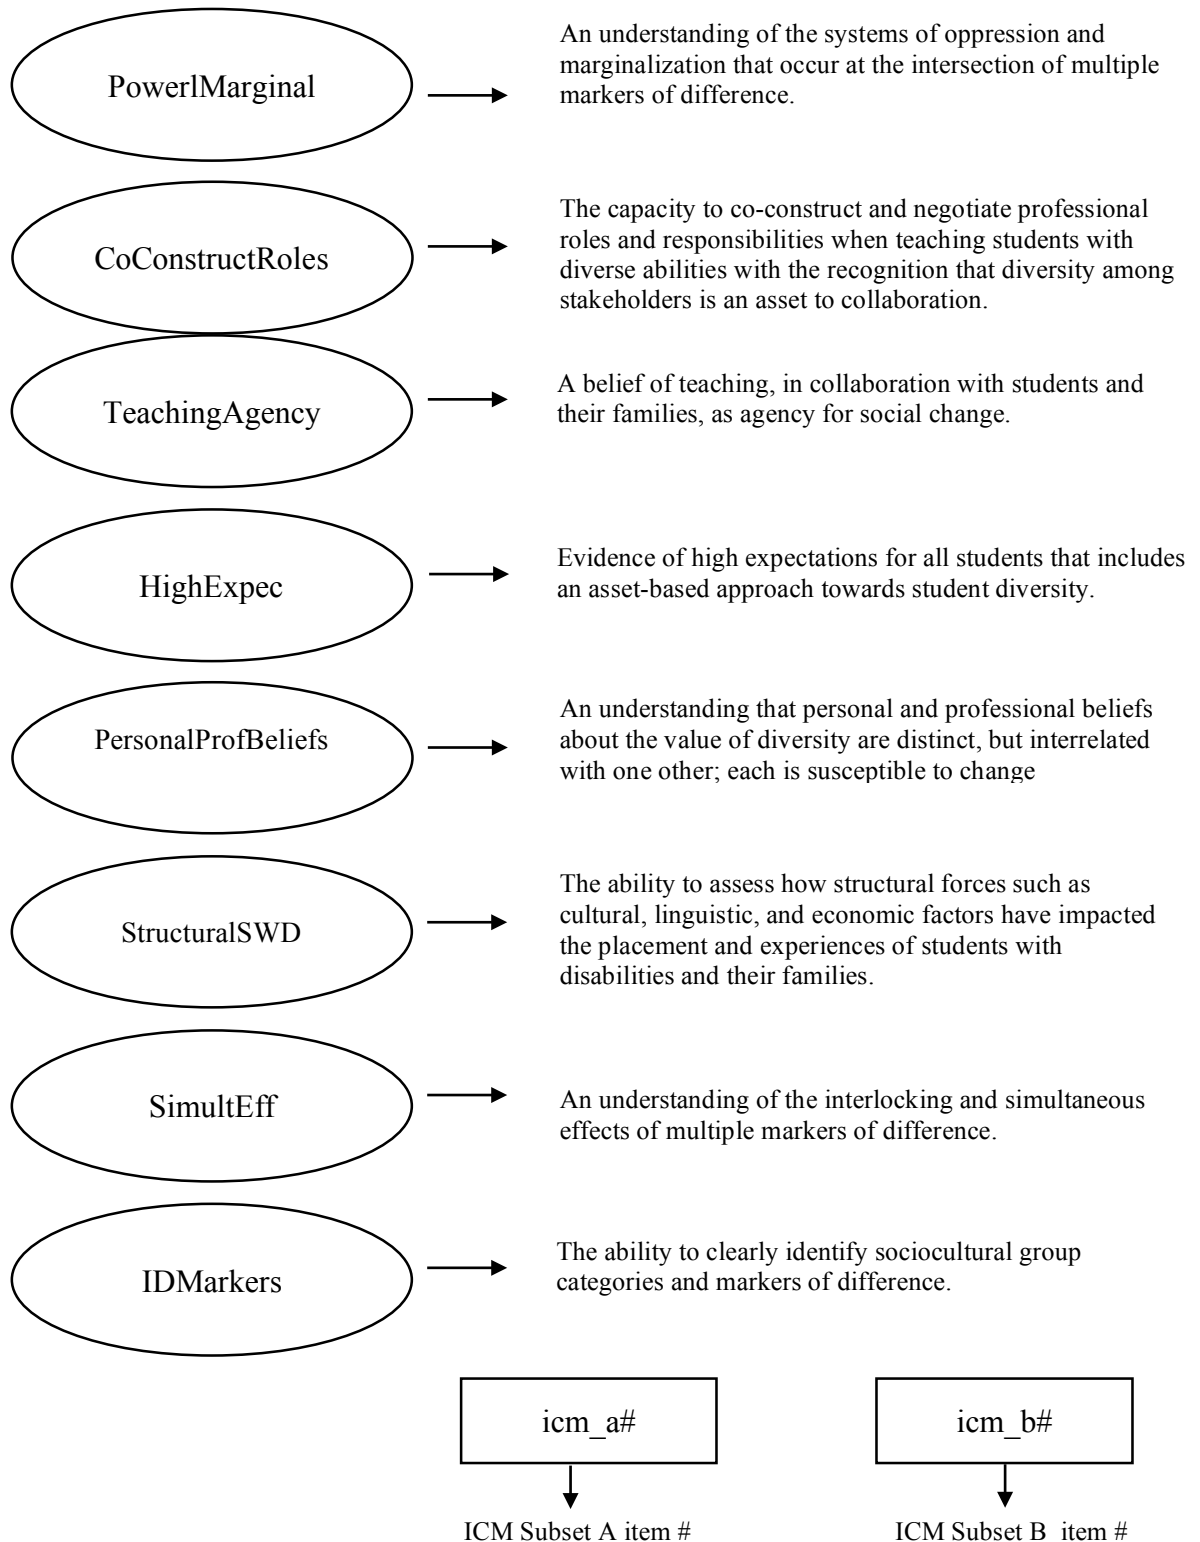 PowerlMarginal
An understanding of the systems of oppression and
marginalization that occur at the intersection of multiple
markers of difference.
CoConstructRoles
The capacity to co-construct and negotiate professional
roles and responsibilities when teaching students with
diverse abilities with the recognition that diversity among
stakeholders is an asset to collaboration.
TeachingAgency
A belief of teaching, in collaboration with students and
their families, as agency for social change.
HighExpec
Evidence of high expectations for all students that includes
an asset-based approach towards student diversity.
PersonalProfBeliefs
An understanding that personal and professional beliefs
about the value of diversity are distinct, but interrelated
with one other; each is susceptible to change
StructuralSWD
The ability to assess how structural forces such as
cultural, linguistic, and economic factors have impacted
the placement and experiences of students with
disabilities and their families.
SimultEff
An understanding of the interlocking and simultaneous
effects of multiple markers of difference.
IDMarkers
The ability to clearly identify sociocultural group
categories and markers of difference.
icm_a#
icm_b#
ICM Subset A item #
ICM Subset B item #